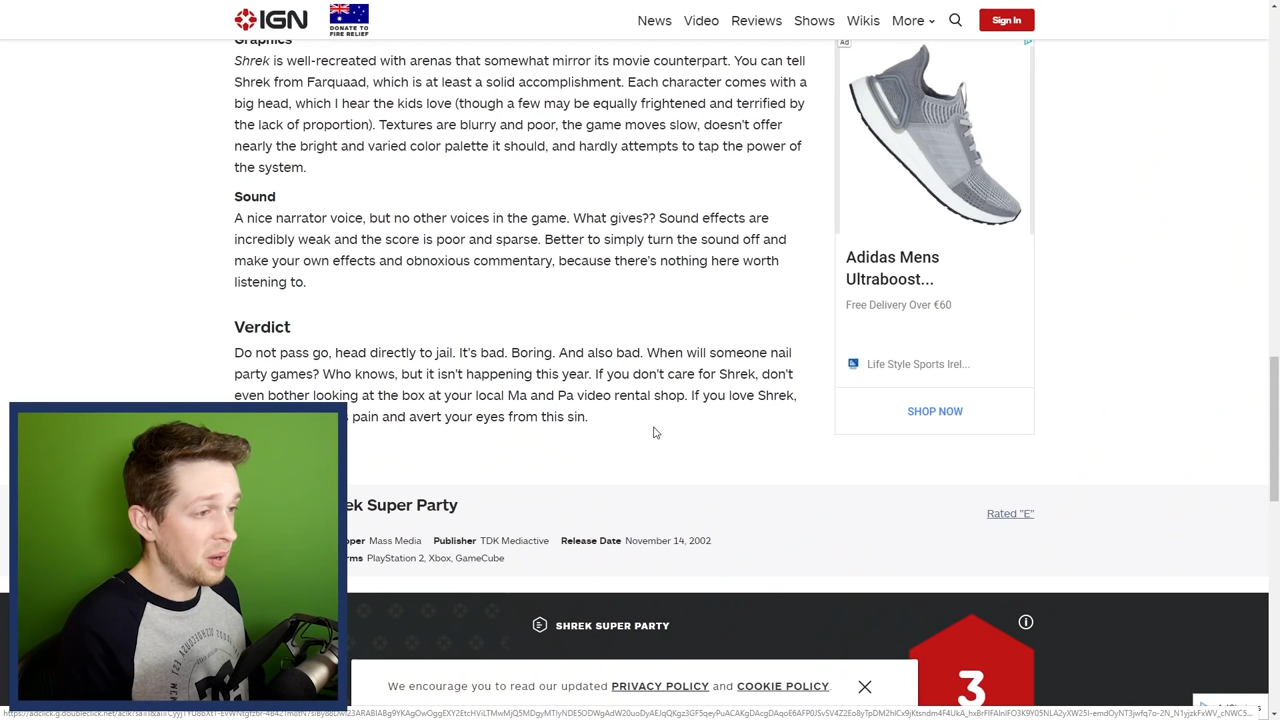 IGN
DONATE TO
FIRE RELIEF
News Video Reviews Shows Wikis More
Sign In
Graphics
Shrek is well-recreated with arenas that somewhat mirror its movie counterpart. You can tell
Shrek from Farquaad, which is at least a solid accomplishment. Each character comes with a
big head, which I hear the kids love (though a few may be equally frightened and terrified by
the lack of proportion). Textures are blurry and poor, the game moves slow, doesn't offer
nearly the bright and varied color palette it should, and hardly attempts to tap the power of
the system.
Sound
A nice narrator voice, but no other voices in the game. What gives?? Sound effects are
incredibly weak and the score is poor and sparse. Better to simply turn the sound off and
make your own effects and obnoxious commentary, because there's nothing here worth
listening to.
Verdict
Do not pass go, head directly to jail. It's bad. Boring. And also bad. When will someone nail
party games? Who knows, but it isn't happening this year. If you don't care for Shrek, don't
even bother looking at the box at your local Ma and Pa video rental shop. If you love Shrek,
pain and avert your eyes from this sin.
Ad
Adidas Mens
Ultraboost...
Free Delivery Over €60
Life Style Sports Irel...
SHOP NOW
ek Super Party
Rated "E"
oper Mass Media Publisher TDK Mediactive Release Date November 14, 2002
rms PlayStation 2, Xbox, GameCube
SHREK SUPER PARTY
3
We encourage you to read our updated PRIVACY POLICY and COOKIE POLICY.